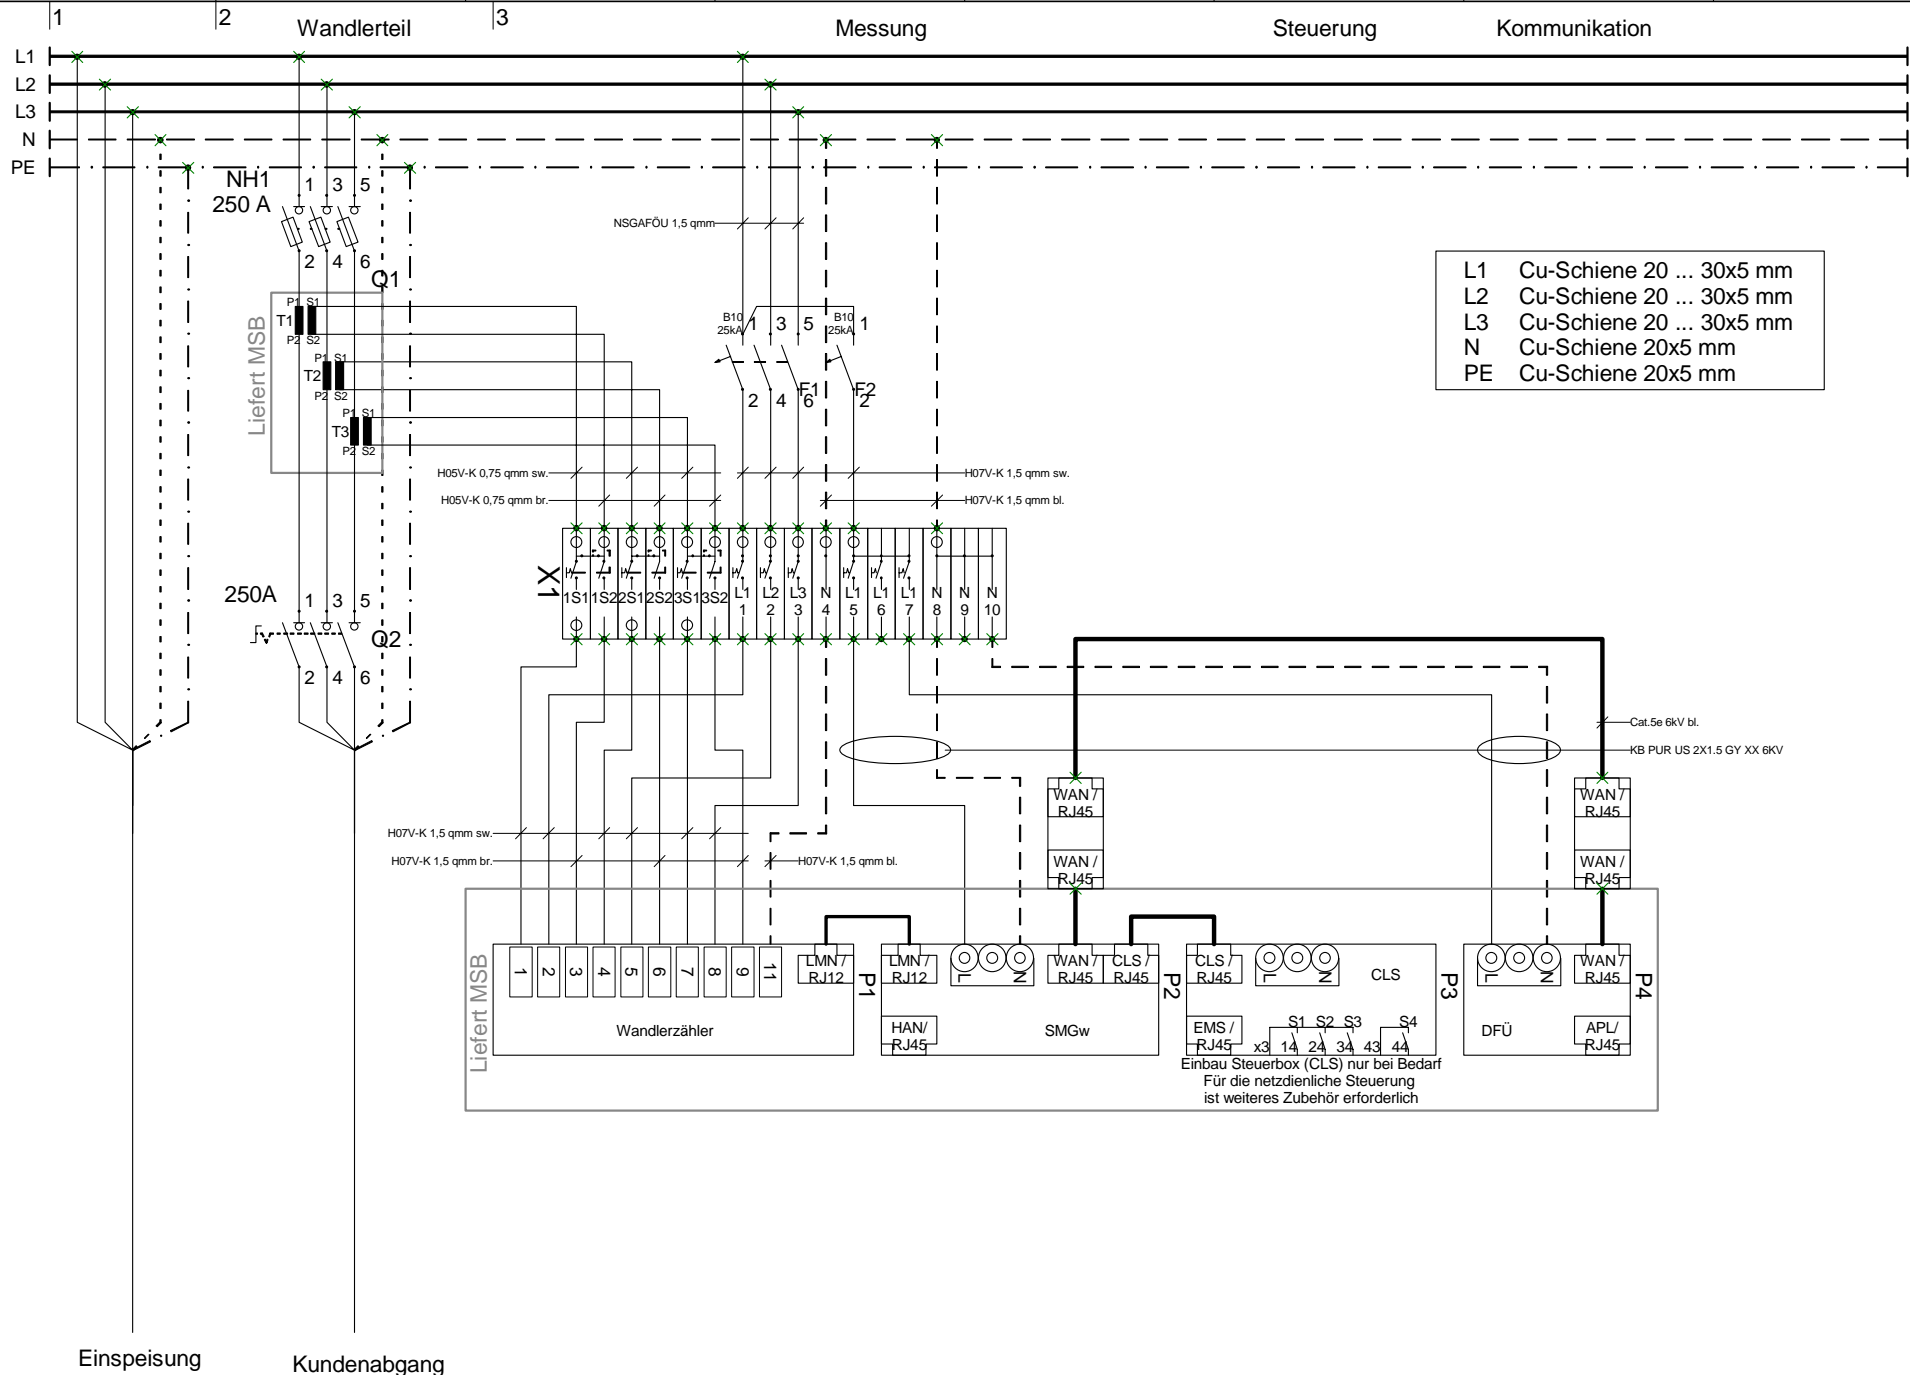 1 2 3
Wandlerteil Messung Steuerung Kommunikation
L1
L2
L3
N
PE
NH1
250 A
1 3 5
2 4 6
Q1
NSGAFÖU 1,5 qmm
L1 Cu-Schiene 20 ... 30x5 mm
L2 Cu-Schiene 20 ... 30x5 mm
L3 Cu-Schiene 20 ... 30x5 mm
N Cu-Schiene 20x5 mm
PE Cu-Schiene 20x5 mm
Liefert MSB
P1 S1
T1
P2 S2
P1 S1
T2
P2 S2
P1 S1
T3
P2 S2
B10
25kA
1 3 5
2 4 6
F1
B10
25kA
1
2
F2
H05V-K 0,75 qmm sw.
H05V-K 0,75 qmm br.
H07V-K 1,5 qmm sw.
H07V-K 1,5 qmm bl.
X1
1S1 1S2 2S1 2S2 3S1 3S2 L1 L2 L3 N L1 L1 L1 N N N
1 2 3 4 5 6 7 8 9 10
250A
1 3 5
2 4 6
Q2
Cat.5e 6kV bl.
KB PUR US 2X1.5 GY XX 6KV
WAN /
RJ45
WAN /
RJ45
WAN /
RJ45
WAN /
RJ45
H07V-K 1,5 qmm sw.
H07V-K 1,5 qmm br.
H07V-K 1,5 qmm bl.
Liefert MSB
1 2 3 4 5 6 7 8 9 11
LMN /
RJ12
P1
Wandlerzähler
LMN /
RJ12
L N
WAN /
RJ45
CLS /
RJ45
P2
HAN/
RJ45
SMGw
CLS /
RJ45
L N
CLS
P3
EMS /
RJ45
S1 S2 S3 S4
x3 14 24 34 43 44
Einbau Steuerbox (CLS) nur bei Bedarf
Für die netzdienliche Steuerung
ist weiteres Zubehör erforderlich
L N
WAN /
RJ45
P4
DFÜ
APL/
RJ45
Einspeisung
Kundenabgang